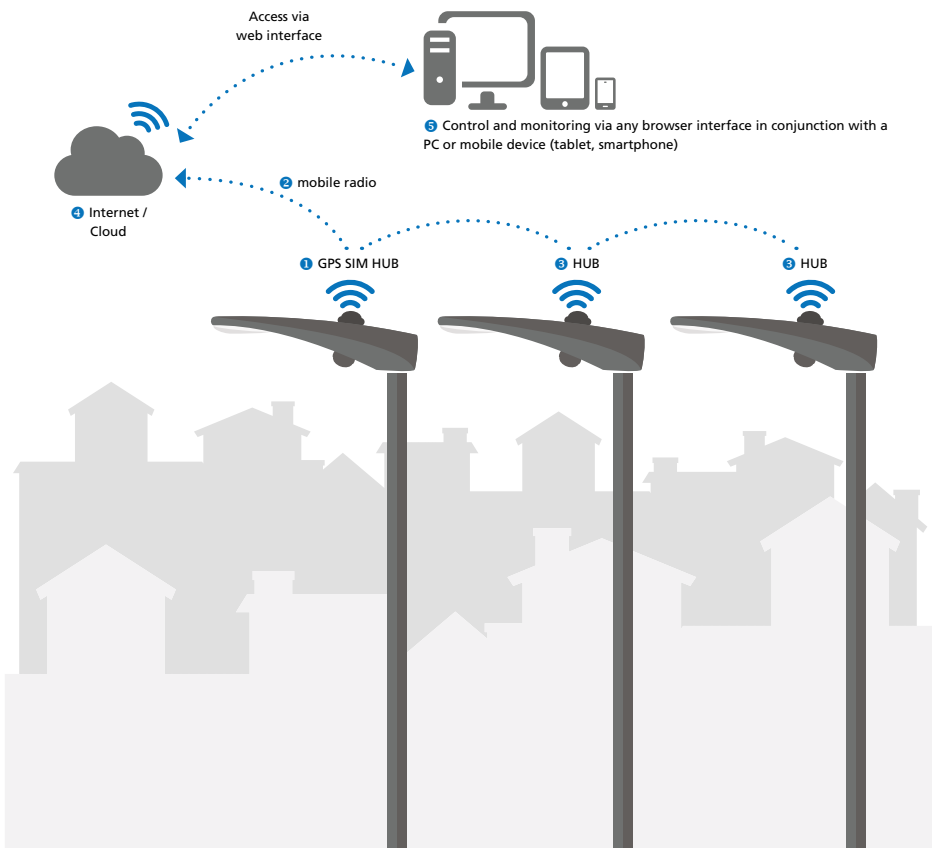 Access via
web interface
❺ Control and monitoring via any browser interface in conjunction with a
PC or mobile device (tablet, smartphone)
❷ mobile radio
❹ Internet /
Cloud
❶ GPS SIM HUB
❸ HUB
❸ HUB